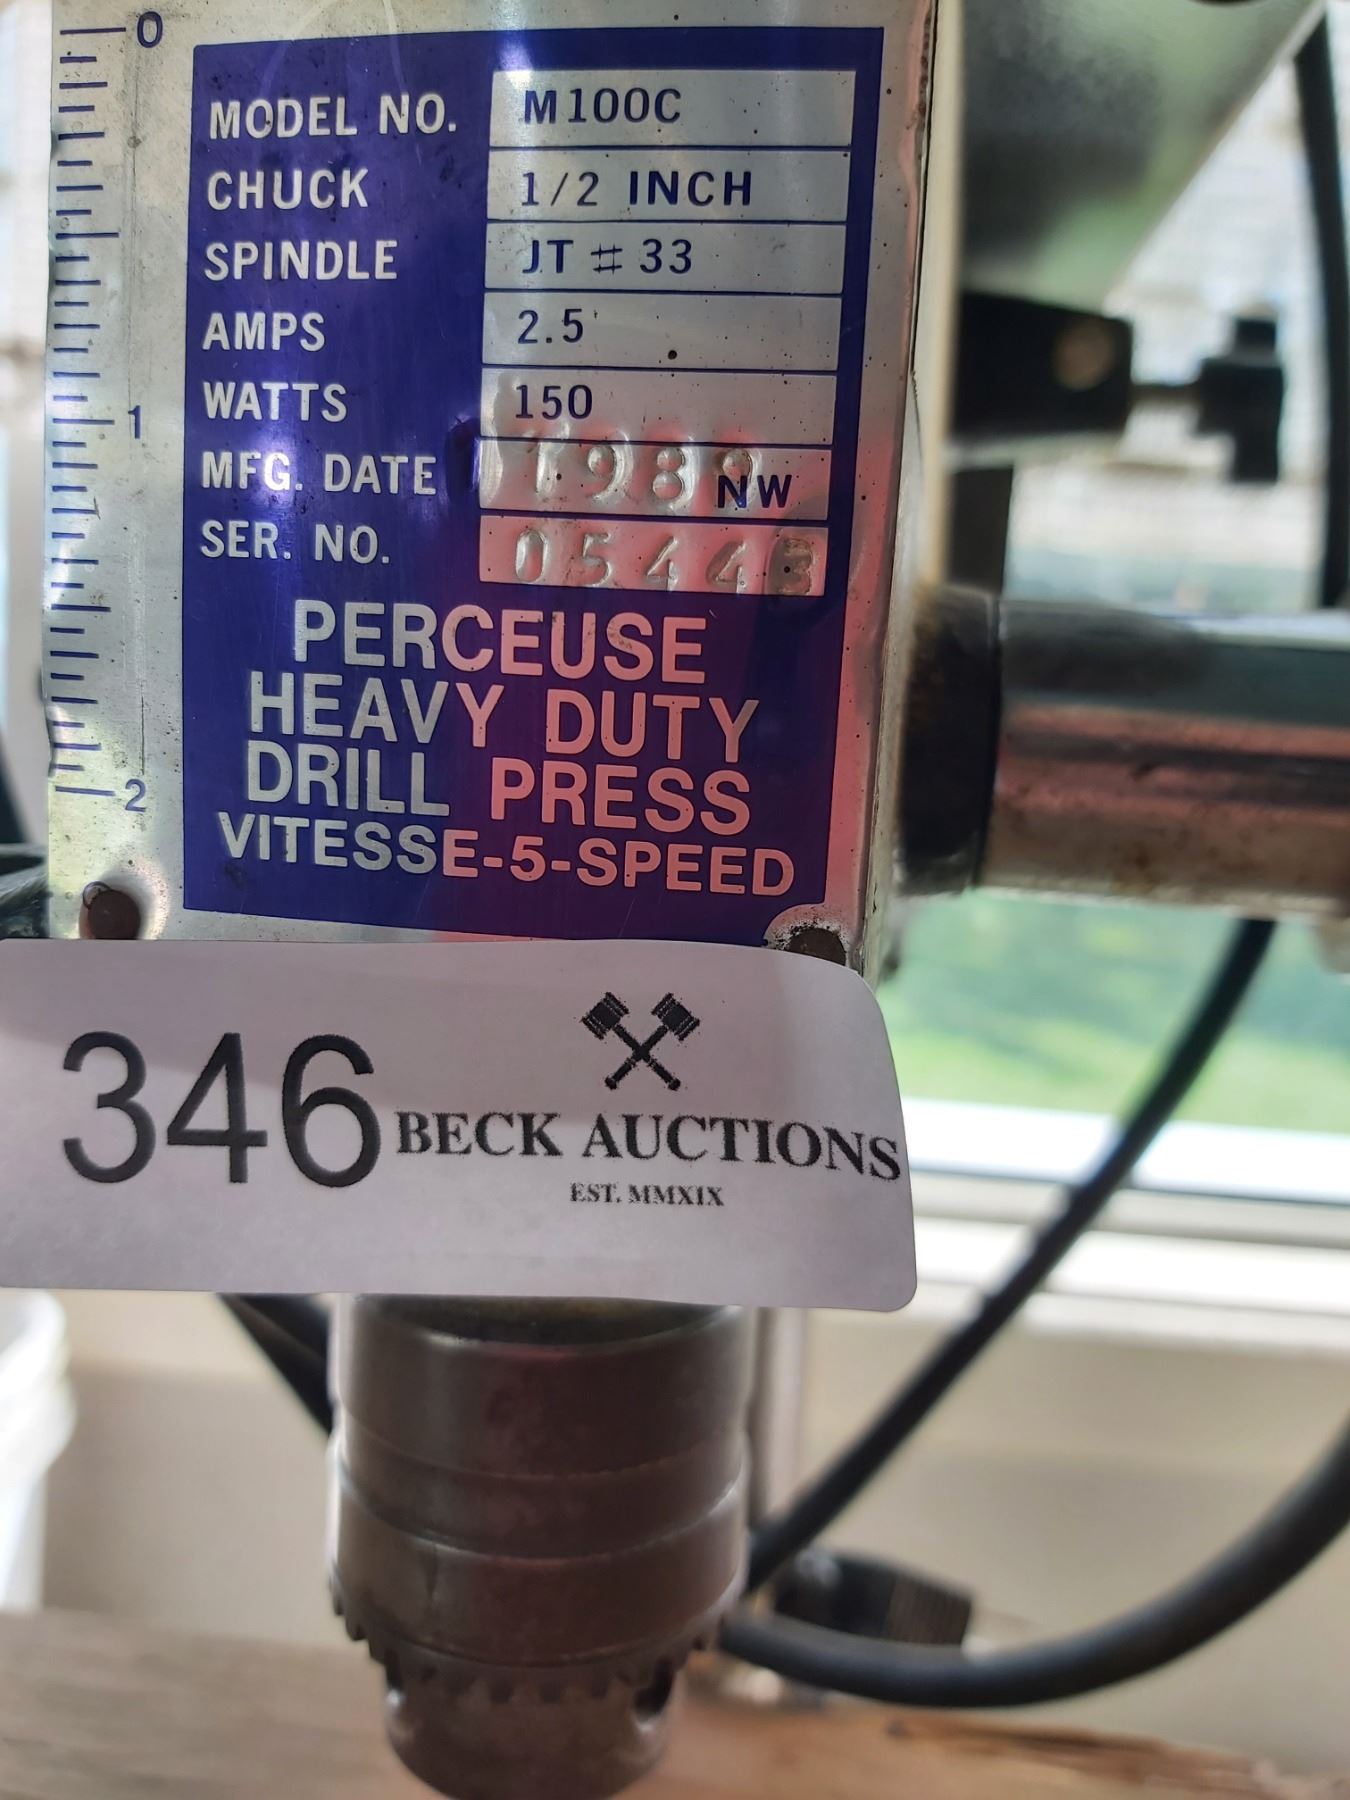 0
MODEL NO. M100C
CHUCK 1/2 INCH
SPINDLE JT #33
AMPS 2.5
WATTS 150
1
MFG. DATE NW
SER. NO. 05443
PERCEUSE
HEAVY DUTY
DRILL PRESS
VITESSE-5-SPEED
2
346
BECK AUCTIONS
EST. MMXIX